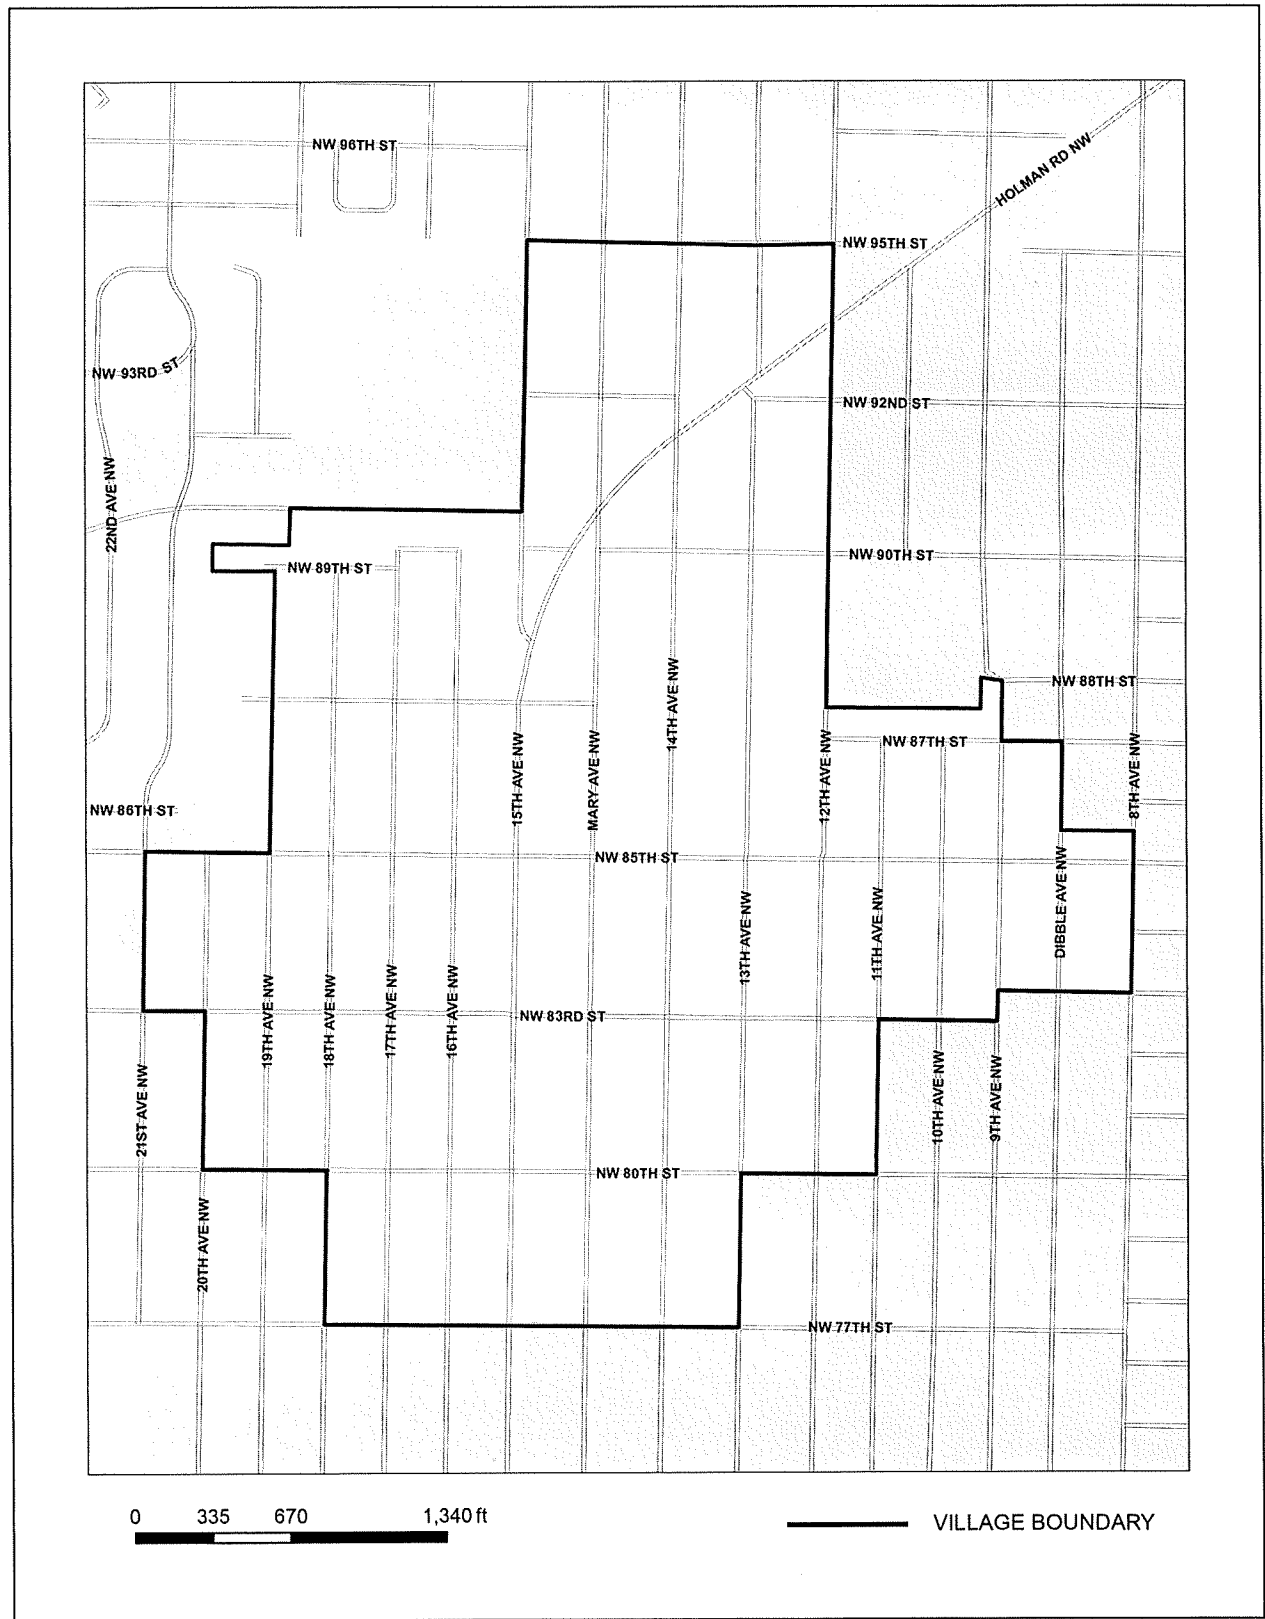 NW 96TH ST
HOLMAN RD NW
NW 95TH ST
NW 93RD ST
NW 92ND ST
22ND AVE NW
NW 90TH ST
NW 89TH ST
14TH AVE NW
NW 88TH ST
NW 87TH ST
15TH AVE NW
MARY AVE NW
12TH AVE NW
8TH AVE NW
NW 86TH ST
NW 85TH ST
DIBBLE AVE NW
13TH AVE NW
11TH AVE NW
19TH AVE NW
18TH AVE NW
17TH AVE NW
16TH AVE NW
NW 83RD ST
21ST AVE NW
10TH AVE NW
9TH AVE NW
NW 80TH ST
20TH AVE NW
NW 77TH ST
0 335 670 1,340 ft
VILLAGE BOUNDARY